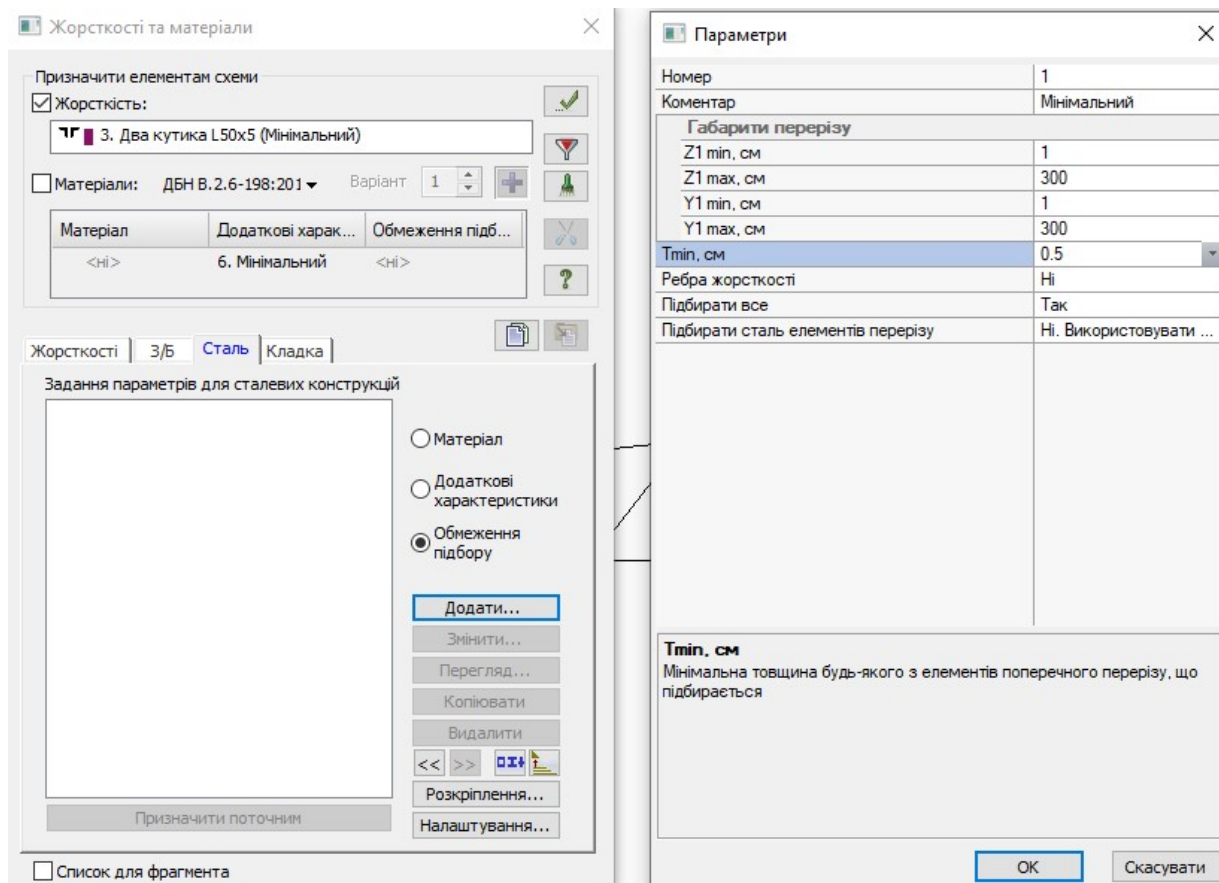 Жорсткості та матеріали
Призначити елементам схеми
Жорсткість:
3. Два кутика L50x5 (Мінімальний)
Матеріали: ДБН В.2.6-198:201 Варіант 1
Матеріал Додаткові харак... Обмеження підб...
<ні> 6. Мінімальний <ні>
?
Жорсткості З/Б Сталь Кладка
Задання параметрів для сталевих конструкцій
Матеріал
Додаткові
характеристики
Обмеження
підбору
Додати...
Змінити...
Перегляд...
Копіювати
Видалити
<< >>
Розкріплення...
Призначити поточним
Налаштування...
Список для фрагмента
Параметри
Номер 1
Коментар Мінімальний
Габарити перерізу
Z1 min, см 1
Z1 max, см 300
Y1 min, см 1
Y1 max, см 300
Tmin, см 0.5
Ребра жорсткості Ні
Підбирати все Так
Підбирати сталь елементів перерізу Ні. Використовувати ...
Tmin, см
Мінімальна товщина будь-якого з елементів поперечного перерізу, що
підбирається
OK Скасувати